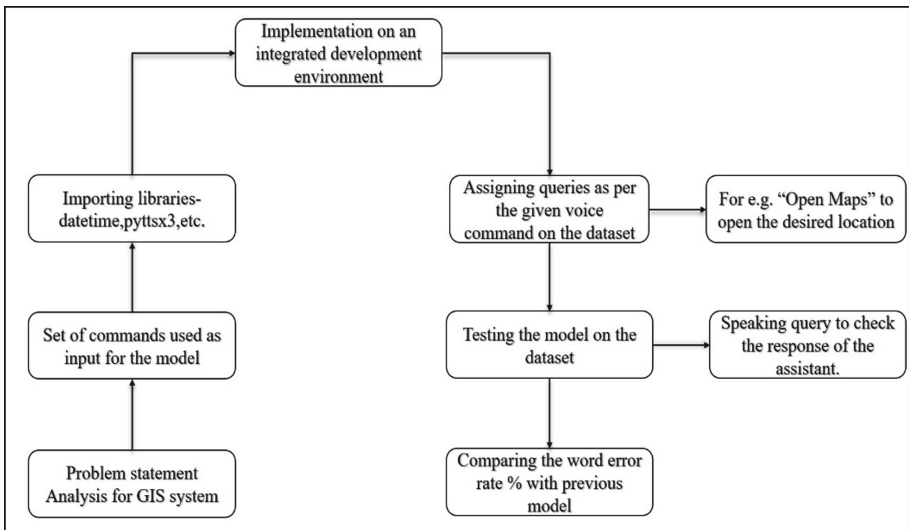 Implementation on an
integrated development
environment
Importing libraries-
datetime,pyttsx3,etc.
Set of commands used as
input for the model
Problem statement
Analysis for GIS system
Assigning queries as per
the given voice
command on the dataset
For e.g. “Open Maps” to
open the desired location
Testing the model on the
dataset
Speaking query to check
the response of the
assistant.
Comparing the word error
rate % with previous
model